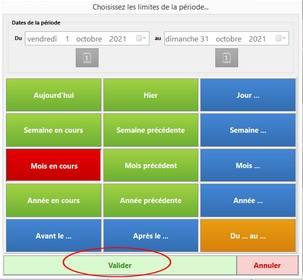 Choisissez les limites de la période...
Dates de la période
Du vendredi 1 octobre 2021 au dimanche 31 octobre 2021
1 1
Aujourd'hui Hier Jour ...
Semaine en cours Semaine précédente Semaine ...
Mois en cours Mois précédent Mois ...
Année en cours Année précédente Année ...
Avant le ... Après le ... Du ... au ...
Valider Annuler